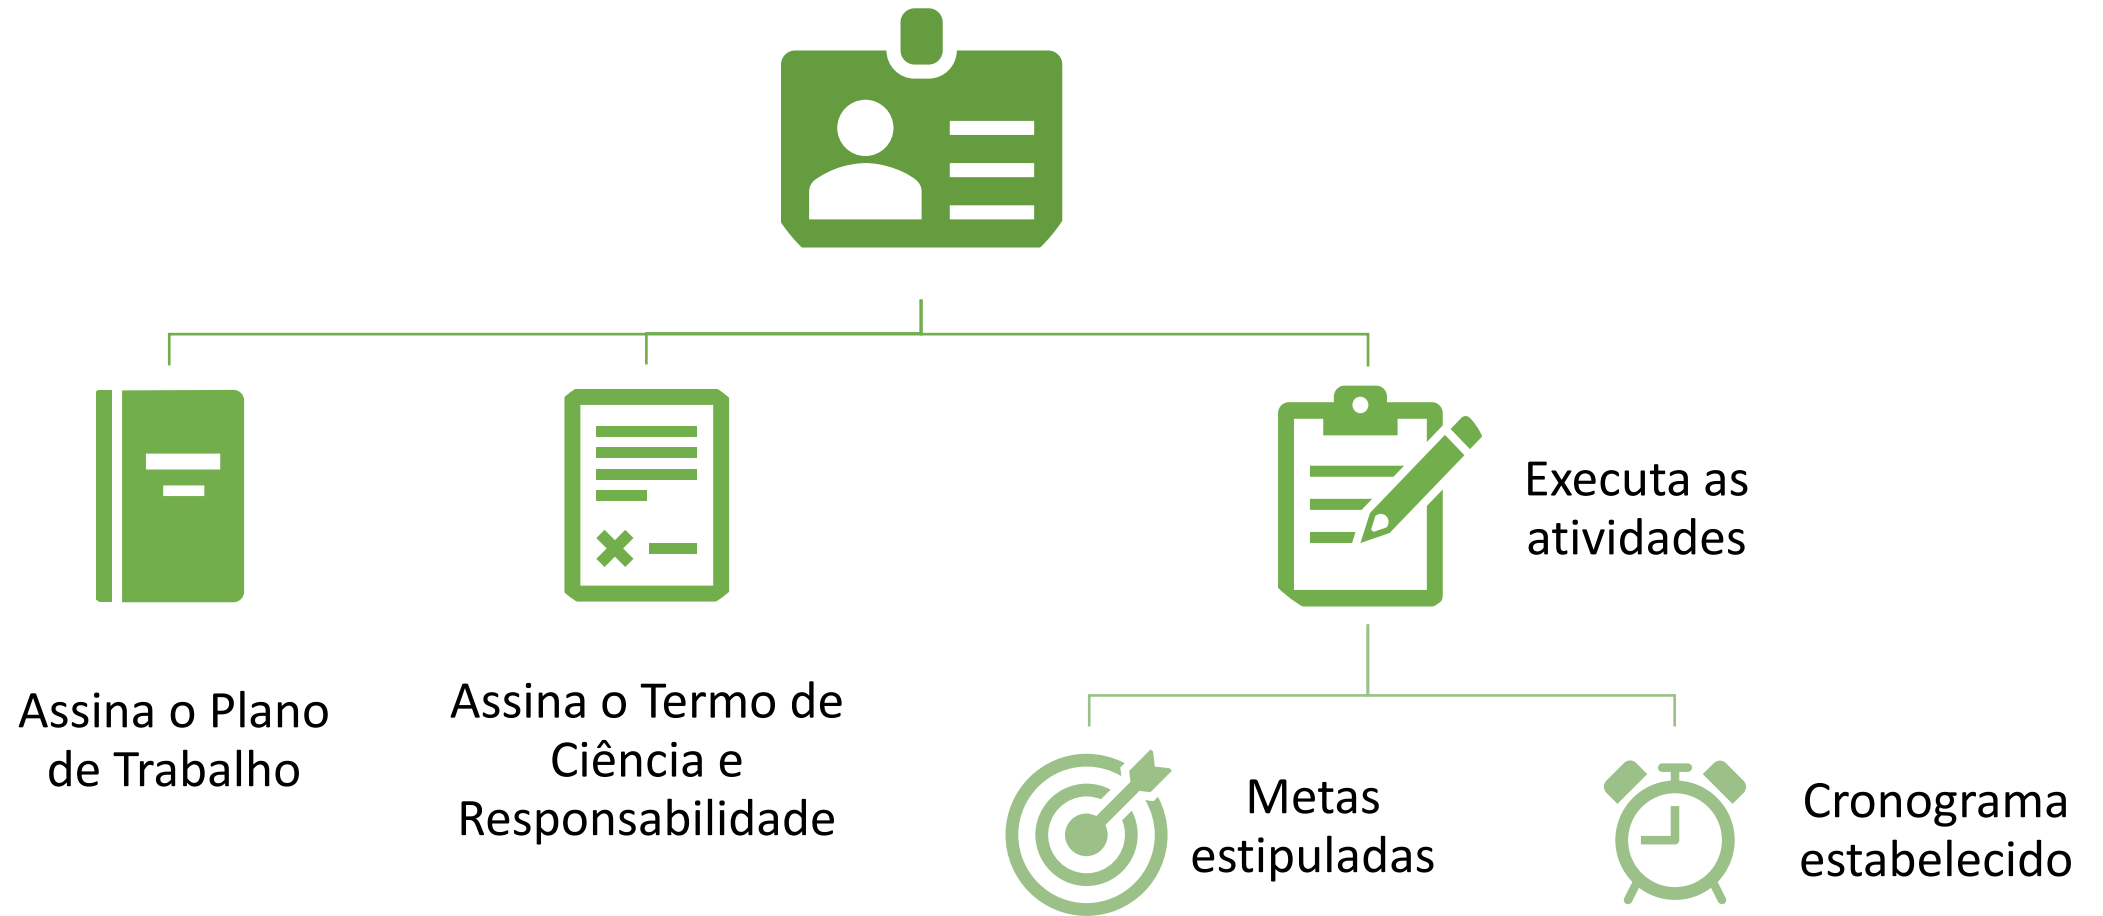 Assina o Plano
de Trabalho
Assina o Termo de
Ciência e
Responsabilidade
Executa as
atividades
Metas
estipuladas
Cronograma
estabelecido